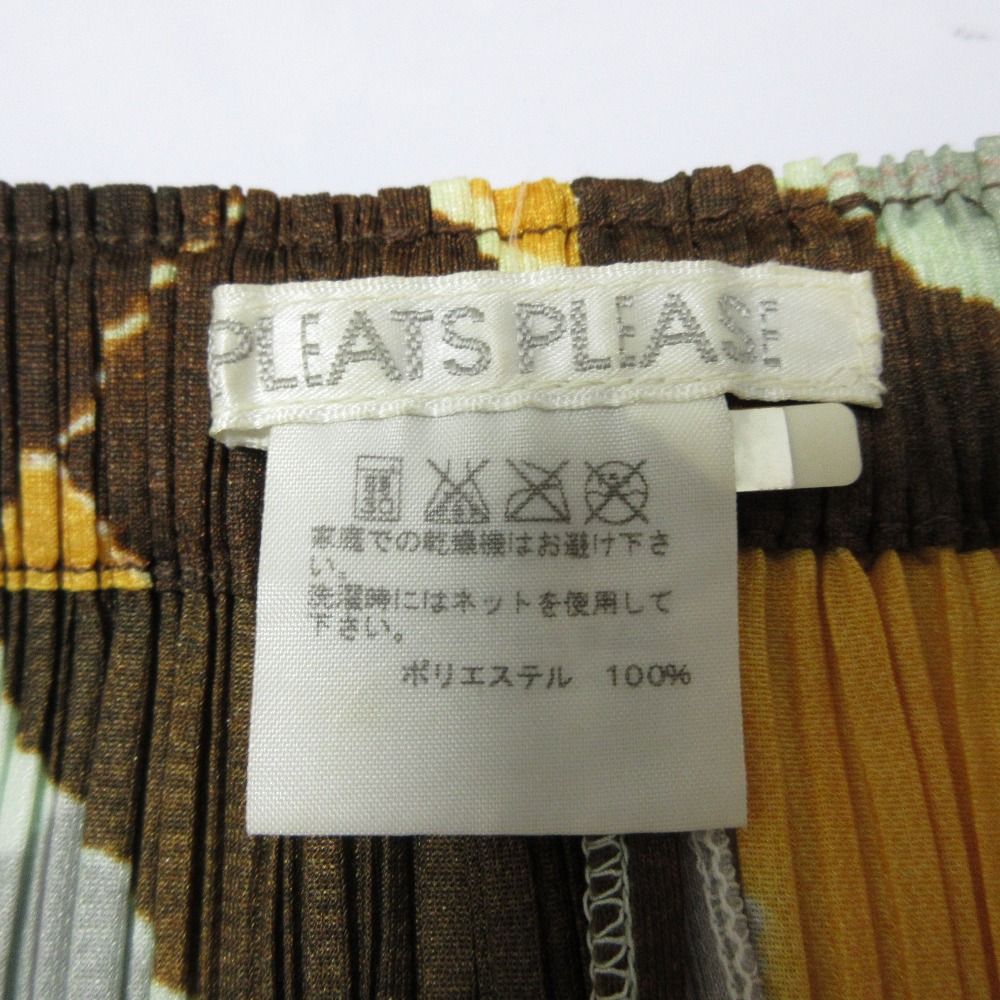 PLEATS PLEASE
30
家庭での乾燥機はお避け下さ
い。
洗濯時にはネットを使用して
下さい。
ポリエステル 100%